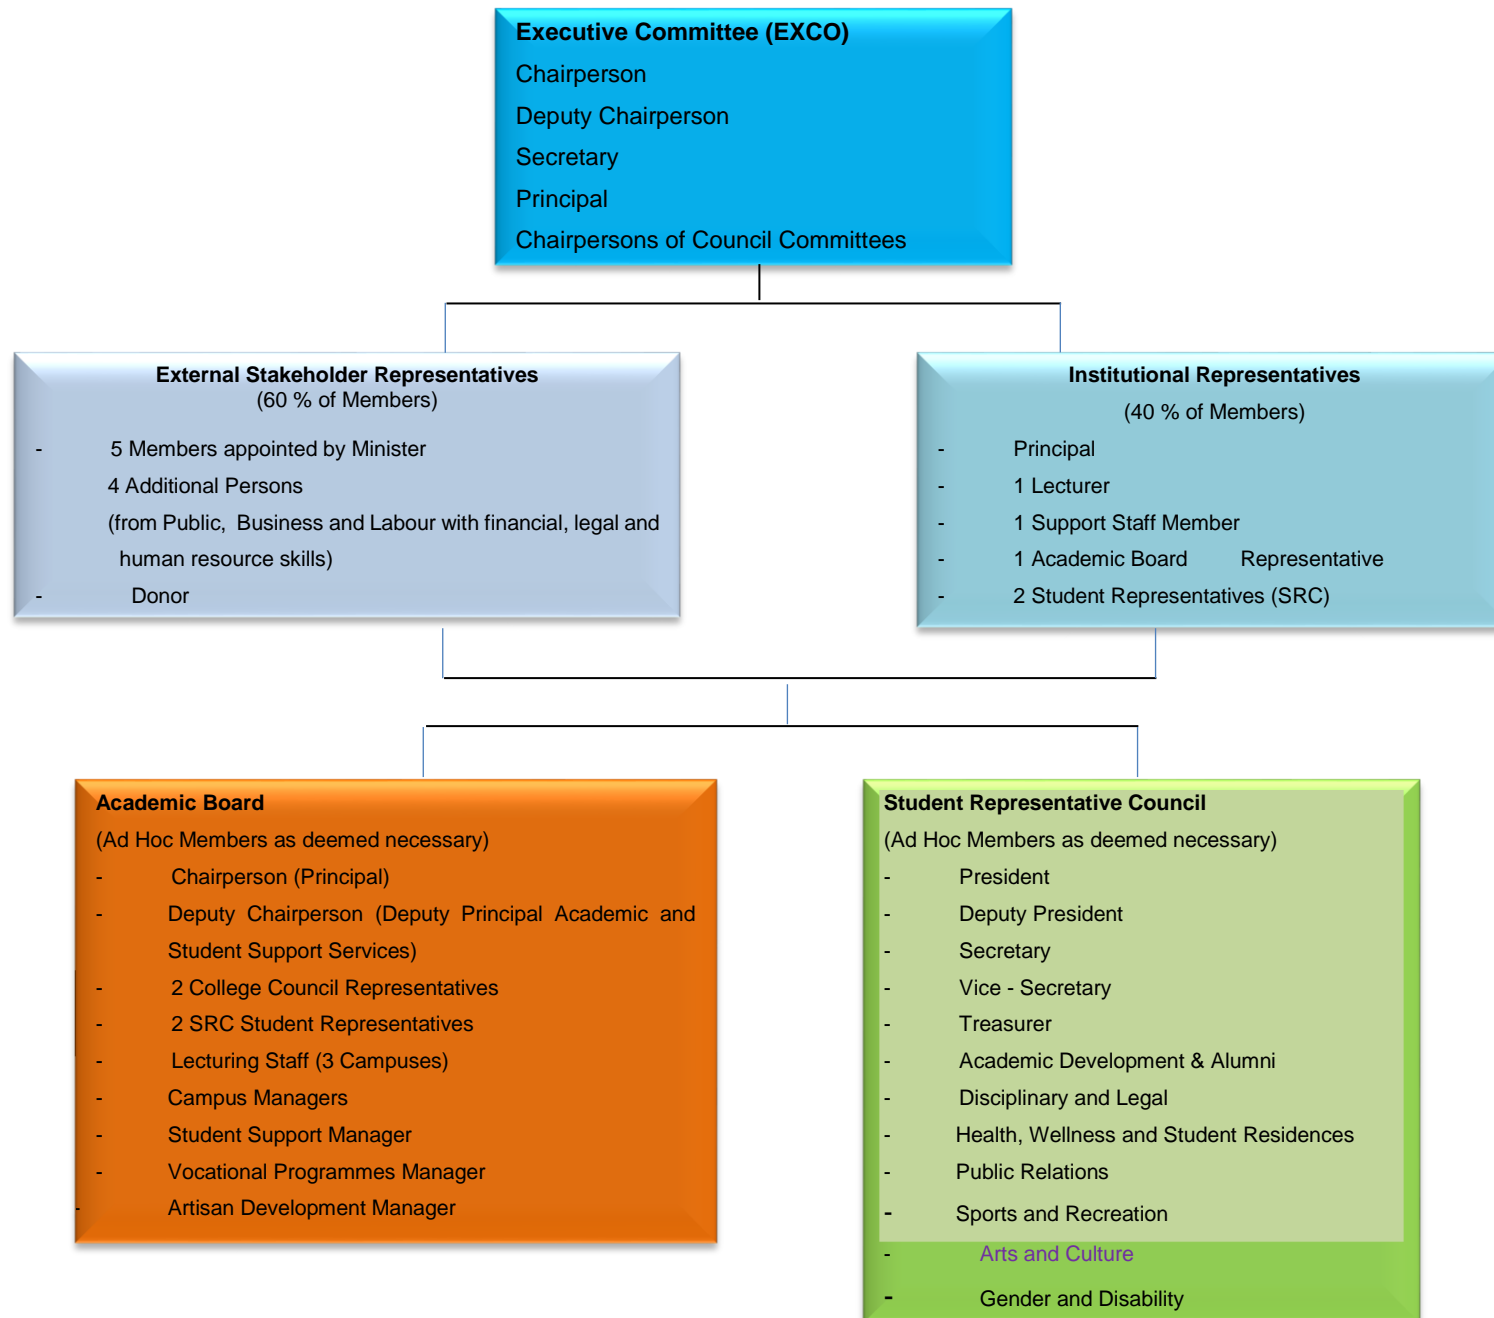 Executive Committee (EXCO)
Chairperson
Deputy Chairperson
Secretary
Principal
Chairpersons of Council Committees
External Stakeholder Representatives
(60 % of Members)
- 5 Members appointed by Minister
4 Additional Persons
(from Public, Business and Labour with financial, legal and
human resource skills)
- Donor
Institutional Representatives
(40 % of Members)
- Principal
- 1 Lecturer
- 1 Support Staff Member
- 1 Academic Board Representative
- 2 Student Representatives (SRC)
Academic Board
(Ad Hoc Members as deemed necessary)
- Chairperson (Principal)
- Deputy Chairperson (Deputy Principal Academic and
Student Support Services)
- 2 College Council Representatives
- 2 SRC Student Representatives
- Lecturing Staff (3 Campuses)
- Campus Managers
- Student Support Manager
- Vocational Programmes Manager
- Artisan Development Manager
Student Representative Council
(Ad Hoc Members as deemed necessary)
- President
- Deputy President
- Secretary
- Vice - Secretary
- Treasurer
- Academic Development & Alumni
- Disciplinary and Legal
- Health, Wellness and Student Residences
- Public Relations
- Sports and Recreation
- Arts and Culture
- Gender and Disability